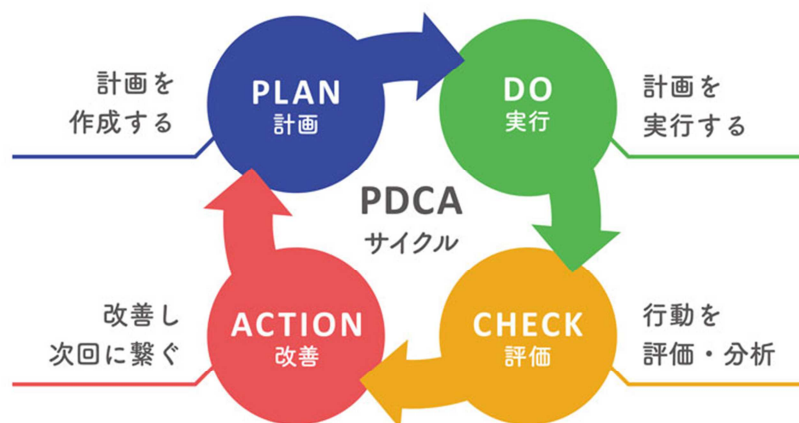 計画を
作成する
PLAN
計画
DO
実行
計画を
実行する
PDCA
サイクル
改善し
次回に繋ぐ
ACTION
改善
CHECK
評価
行動を
評価・分析